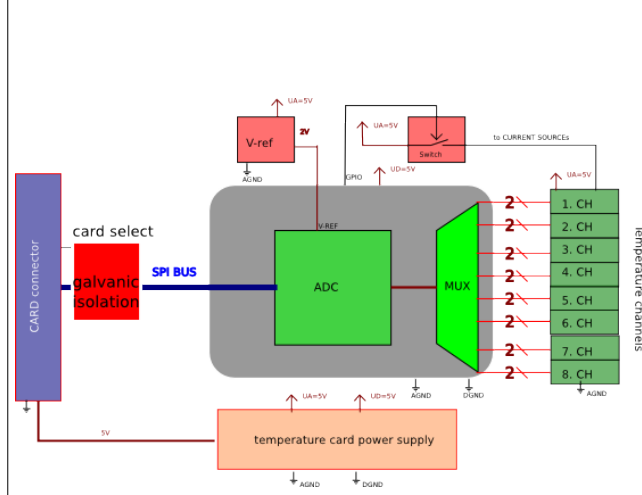 UA=5V
2V
V-ref
AGND
UA=5V
Switch
to CURRENT SOURCEs
UD=5V
GPIO
UA=5V
CARD connector
card select
galvanic
isolation
SPI BUS
V-REF
ADC
MUX
2
2
2
2
2
2
2
2
1. CH
2. CH
3. CH
4. CH
5. CH
6. CH
7. CH
8. CH
Temperature channels
AGND
DGND
AGND
5V
UA=5V
UD=5V
temperature card power supply
AGND
DGND